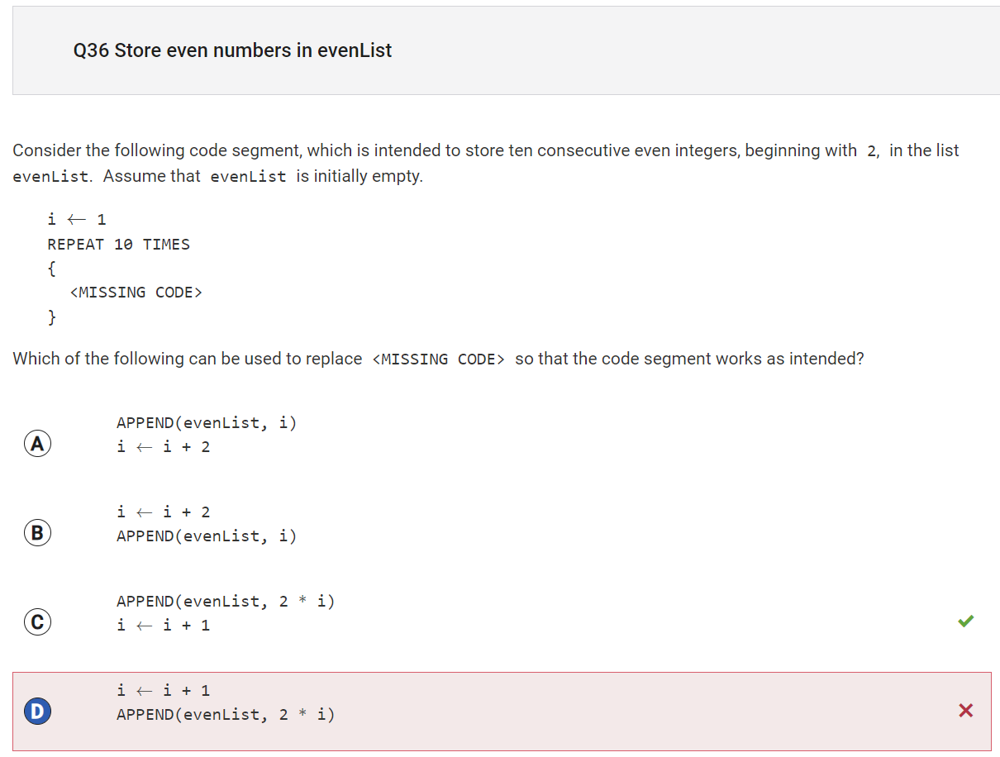 Q36 Store even numbers in evenList
Consider the following code segment, which is intended to store ten consecutive even integers, beginning with 2, in the list
evenList. Assume that evenList is initially empty.
i ← 1
REPEAT 10 TIMES
{
<MISSING CODE>
}
Which of the following can be used to replace <MISSING CODE> so that the code segment works as intended?
A
APPEND(evenList, i)
i ← i + 2
B
i ← i + 2
APPEND(evenList, i)
C
APPEND(evenList, 2 * i)
i ← i + 1
D
i ← i + 1
APPEND(evenList, 2 * i)